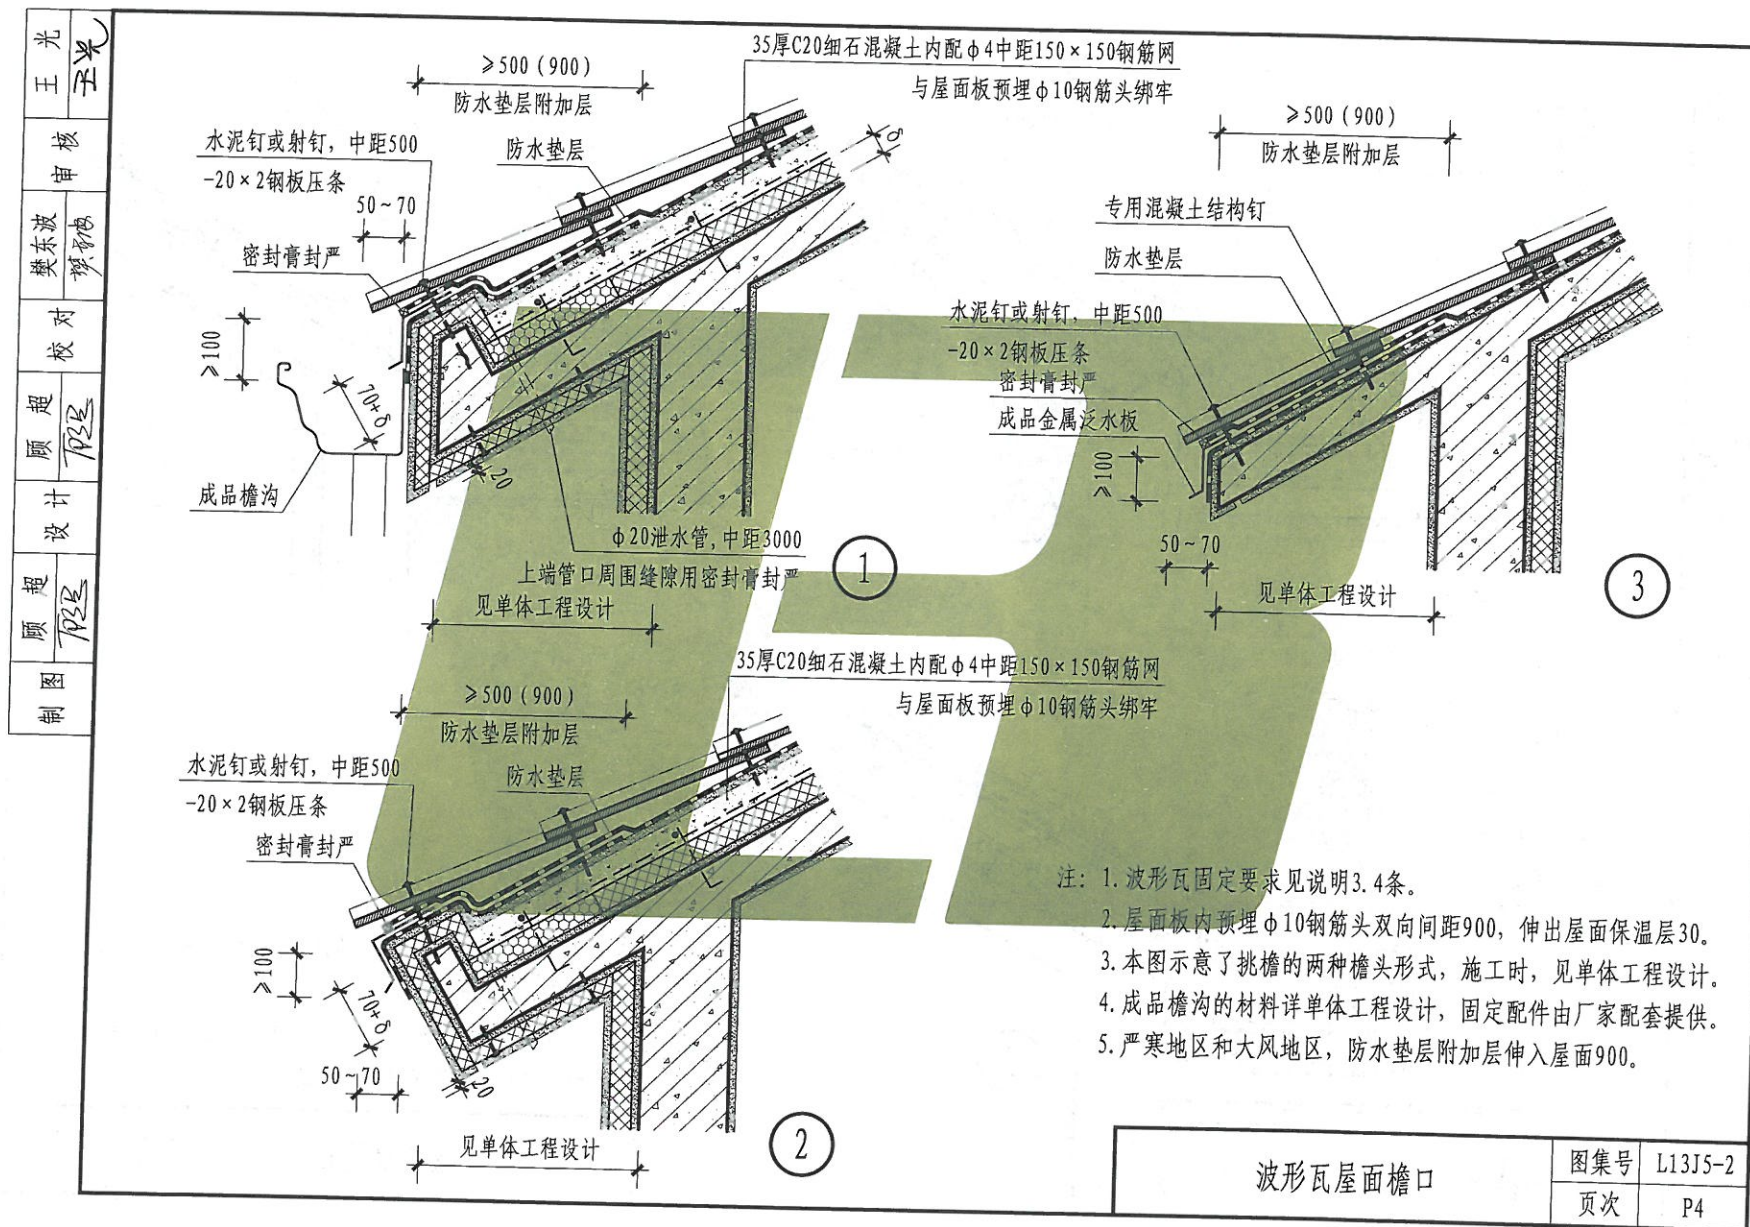 王光
审核
樊东波
校对
顾超
设计
顾超
制图
≥500(900)
防水垫层附加层
35厚C20细石混凝土内配φ4中距150×150钢筋网
与屋面板预埋φ10钢筋头绑牢
水泥钉或射钉，中距500
-20×2钢板压条
防水垫层
50~70
密封膏封严
δ
≥100
70+δ
成品檐沟
20
φ20泄水管，中距3000
上端管口周围缝隙用密封膏封严
见单体工程设计
1
≥500(900)
防水垫层附加层
专用混凝土结构钉
防水垫层
水泥钉或射钉，中距500
-20×2钢板压条
密封膏封严
成品金属泛水板
≥100
50~70
见单体工程设计
3
35厚C20细石混凝土内配φ4中距150×150钢筋网
与屋面板预埋φ10钢筋头绑牢
≥500(900)
防水垫层附加层
水泥钉或射钉，中距500
-20×2钢板压条
防水垫层
密封膏封严
≥100
70+δ
50~70
20
见单体工程设计
2
注：1.波形瓦固定要求见说明3.4条。
2.屋面板内预埋φ10钢筋头双向间距900，伸出屋面保温层30。
3.本图示意了挑檐的两种檐头形式，施工时，见单体工程设计。
4.成品檐沟的材料详单体工程设计，固定配件由厂家配套提供。
5.严寒地区和大风地区，防水垫层附加层伸入屋面900。
波形瓦屋面檐口
图集号 L13J5-2
页次 P4